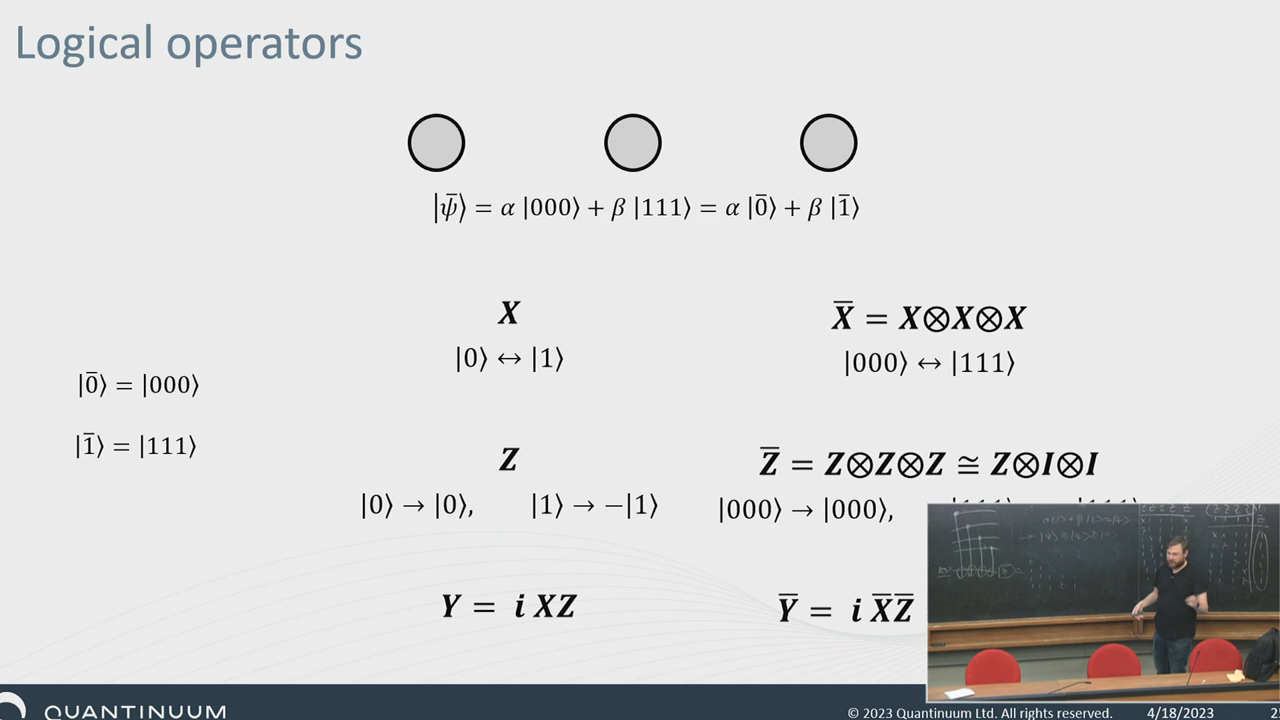 Logical operators
|ψ̄⟩ = α |000⟩ + β |111⟩ = α |0̄⟩ + β |1̄⟩
X
|0⟩ ↔ |1⟩
X̄ = X⊗X⊗X
|000⟩ ↔ |111⟩
|0̄⟩ = |000⟩
|1̄⟩ = |111⟩
Z
|0⟩ → |0⟩, |1⟩ → −|1⟩
Z̄ = Z⊗Z⊗Z ≅ Z⊗I⊗I
|000⟩ → |000⟩,
Y = i XZ
Ȳ = i X̄Z̄
QUANTINUUM
© 2023 Quantinuum Ltd. All rights reserved. 4/18/2023